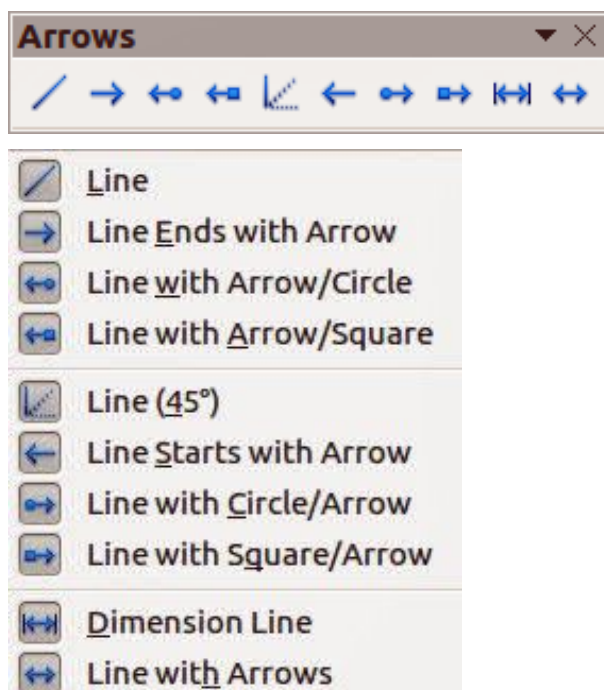 Arrows
Line
Line Ends with Arrow
Line with Arrow/Circle
Line with Arrow/Square
Line (45°)
Line Starts with Arrow
Line with Circle/Arrow
Line with Square/Arrow
Dimension Line
Line with Arrows